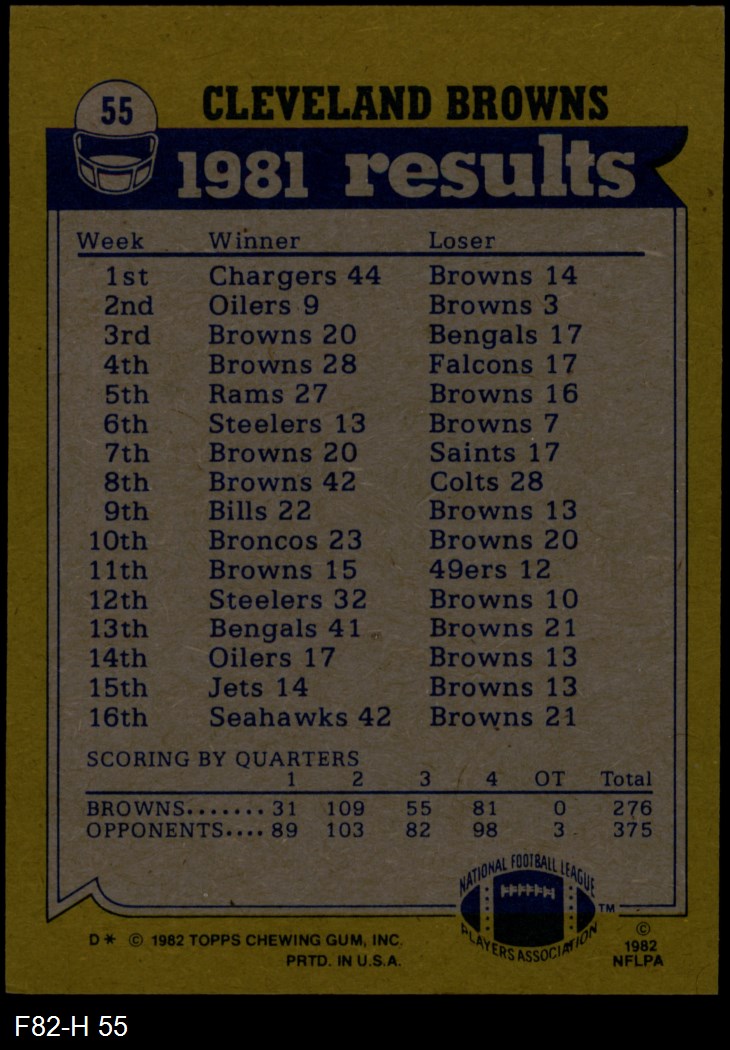 55 CLEVELAND BROWNS
1981 results
Week Winner Loser
1st Chargers 44 Browns 14
2nd Oilers 9 Browns 3
3rd Browns 20 Bengals 17
4th Browns 28 Falcons 17
5th Rams 27 Browns 16
6th Steelers 13 Browns 7
7th Browns 20 Saints 17
8th Browns 42 Colts 28
9th Bills 22 Browns 13
10th Broncos 23 Browns 20
11th Browns 15 49ers 12
12th Steelers 32 Browns 10
13th Bengals 41 Browns 21
14th Oilers 17 Browns 13
15th Jets 14 Browns 13
16th Seahawks 42 Browns 21
SCORING BY QUARTERS
1 2 3 4 OT Total
BROWNS....... 31 109 55 81 0 276
OPPONENTS.... 89 103 82 98 3 375
NATIONAL FOOTBALL LEAGUE
PLAYERS ASSOCIATION
TM
D* © 1982 TOPPS CHEWING GUM, INC.
PRTD. IN U.S.A.
©
1982
NFLPA
F82-H 55